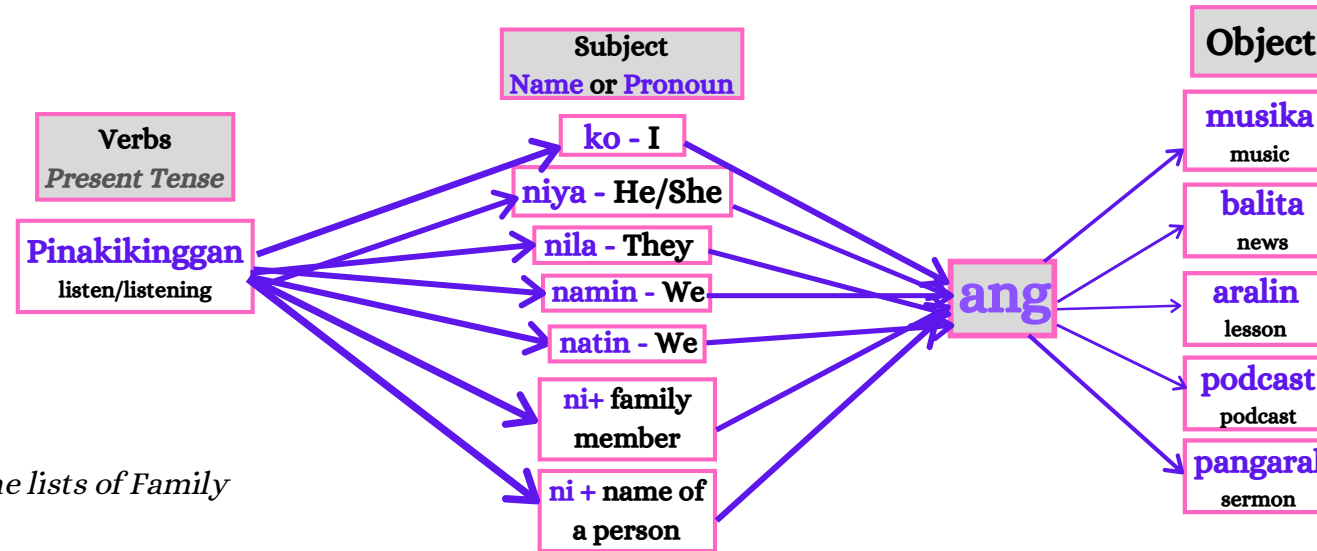 Verbs
Present Tense
Pinakikinggan
listen/listening
Subject
Name or Pronoun
ko - I
niya - He/She
nila - They
namin - We
natin - We
ni+ family
member
ni + name of
a person
ang
Object
musika
music
balita
news
aralin
lesson
podcast
podcast
pangaral
sermon
lists of Family